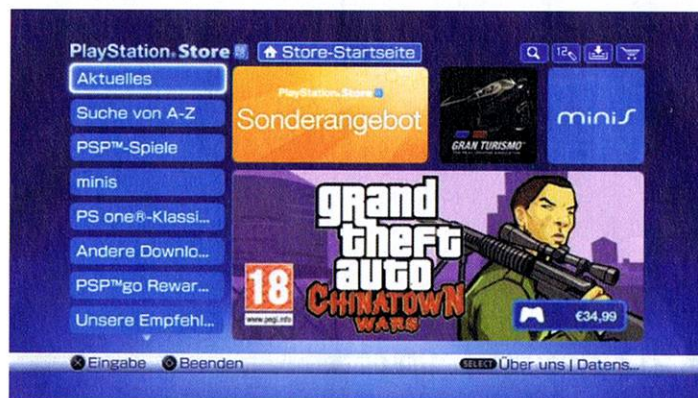 PlayStation®Store
Store-Startseite
12
Aktuelles
Suche von A-Z
PSP™-Spiele
minis
PS one®-Klassi...
Andere Downlo...
PSP™go Rewar...
Unsere Empfehl...
PlayStation®Store
Sonderangebot
GRAN TURISMO
minis
grand
theft
auto
CHINATOWN
WARS
18
www.pegi.info
€34,99
Eingabe
Beenden
SELECT Über uns | Datens...